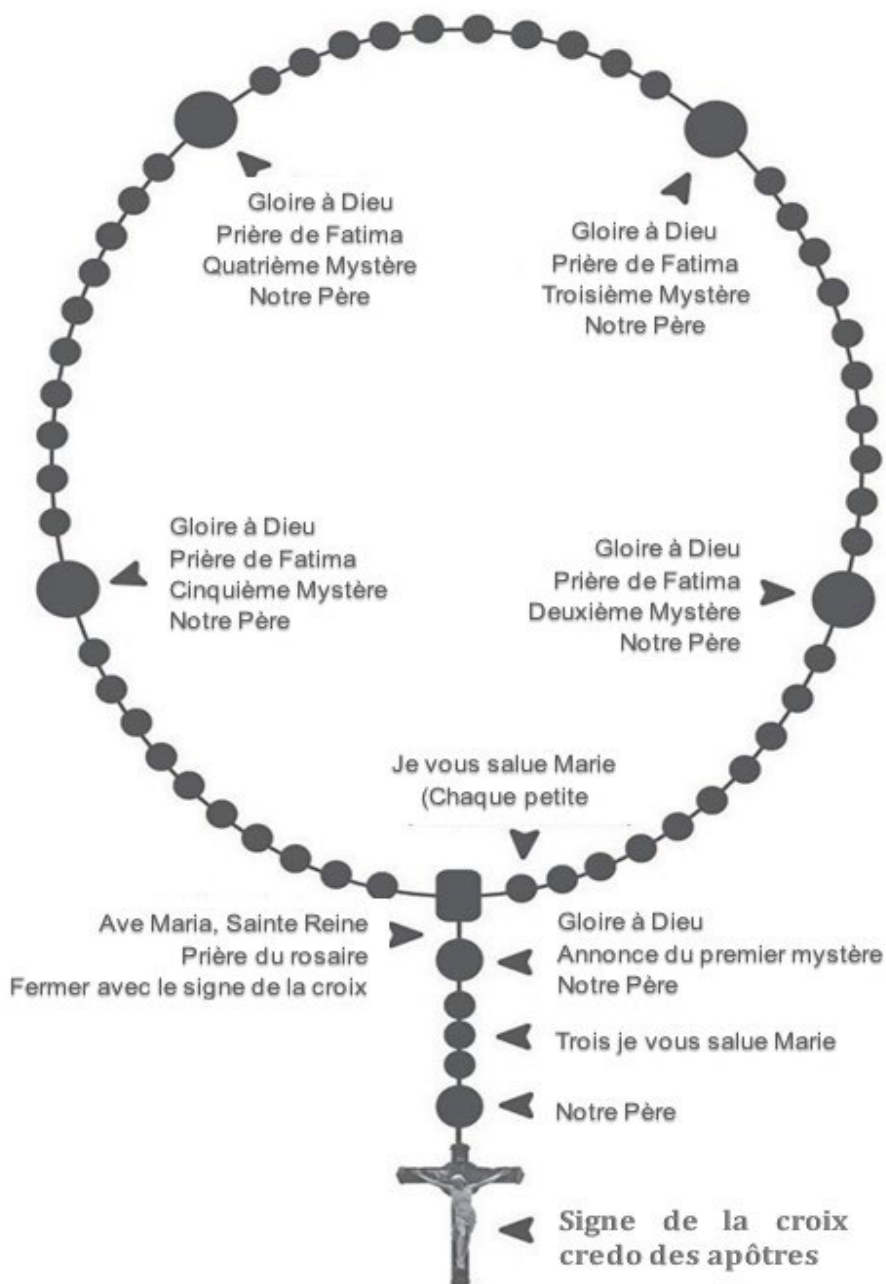 Gloire à Dieu
Prière de Fatima
Quatrième Mystère
Notre Père
Gloire à Dieu
Prière de Fatima
Troisième Mystère
Notre Père
Gloire à Dieu
Prière de Fatima
Cinquième Mystère
Notre Père
Gloire à Dieu
Prière de Fatima
Deuxième Mystère
Notre Père
Je vous salue Marie
(Chaque petite
Ave Maria, Sainte Reine
Prière du rosaire
Fermer avec le signe de la croix
Gloire à Dieu
Annonce du premier mystère
Notre Père
Trois je vous salue Marie
Notre Père
Signe de la croix
credo des apôtres